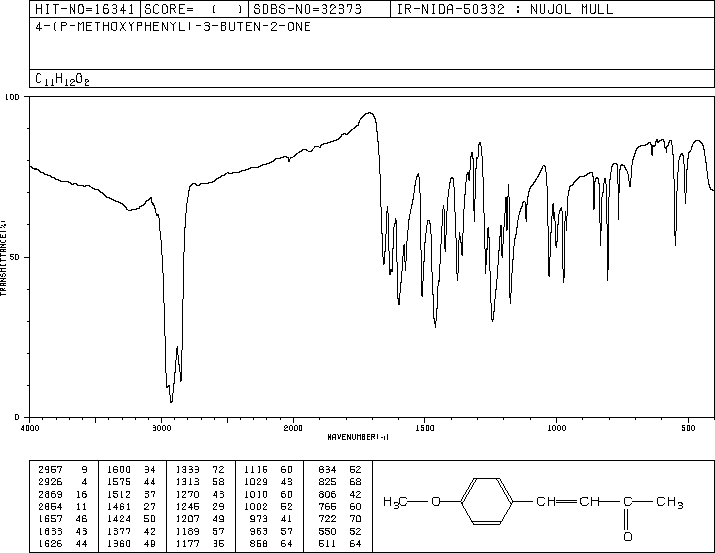 HIT-NO=16341 SCORE= ( ) SDBS-NO=32373 IR-NIDA-50332 : NUJOL MULL
4-(P-METHOXYPHENYL)-3-BUTEN-2-ONE
C11H12O2
100
50
0
TRANSMITTANCE(%)
4000 3000 2000 1500 1000 500
WAVENUMBER(-1)
2957 9 1600 34 1333 72 1116 60 834 52
2926 4 1575 44 1313 58 1029 43 825 68
2869 16 1512 37 1270 43 1010 60 806 42
2854 11 1461 27 1245 29 1002 52 766 60
1657 46 1424 50 1207 49 973 41 722 70
1633 43 1377 42 1189 57 963 57 550 52
1626 44 1360 49 1177 35 858 64 511 64
H3C O CH CH C CH3
O